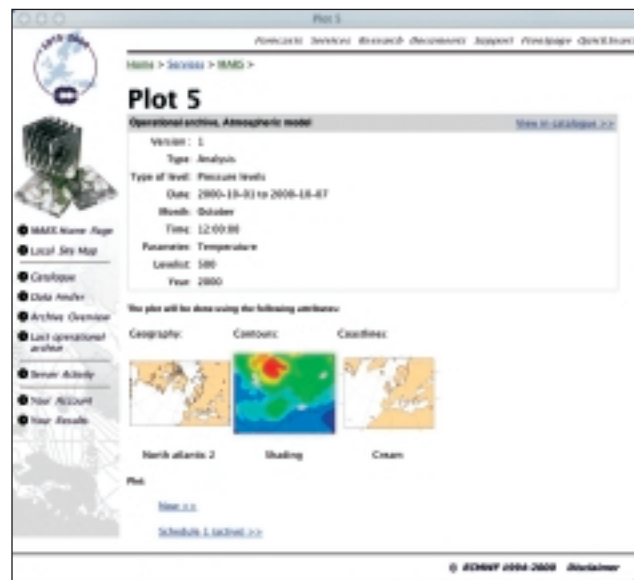 Plot 5
Forecasts Services Research Documents Support Frontpage QuickSearch
Home > Services > MARS >
Plot 5
Operational archive, Atmospheric model View in catalogue >>
Version: 1
Type: Analysis
Type of level: Pressure levels
Date: 2000-10-01 to 2000-10-07
Month: October
Time: 12:00:00
Parameter: Temperature
Levelist: 500
Year: 2000
MARS Home Page
Local Site Map
Catalogue
Data Finder
Archive Overview
Last operational archive
Server Activity
Your Account
Your Results
The plot will be done using the following attributes:
Geography: Contours: Coastlines:
North atlantic 2 Shading Cream
Plot:
Now >>
Schedule 1 (active) >>
© ECMWF 1994-2000 Disclaimer